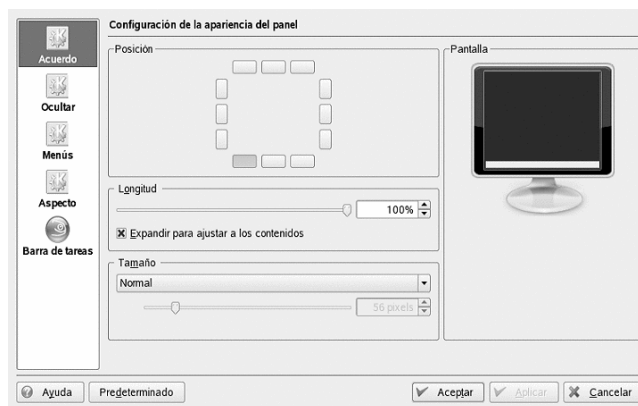 Configuración de la apariencia del panel
Acuerdo
Ocultar
Menús
Aspecto
Barra de tareas
Posición
Longitud
100%
Expandir para ajustar a los contenidos
Tamaño
Normal
56 pixels
Pantalla
Ayuda
Predeterminado
Aceptar
Aplicar
Cancelar